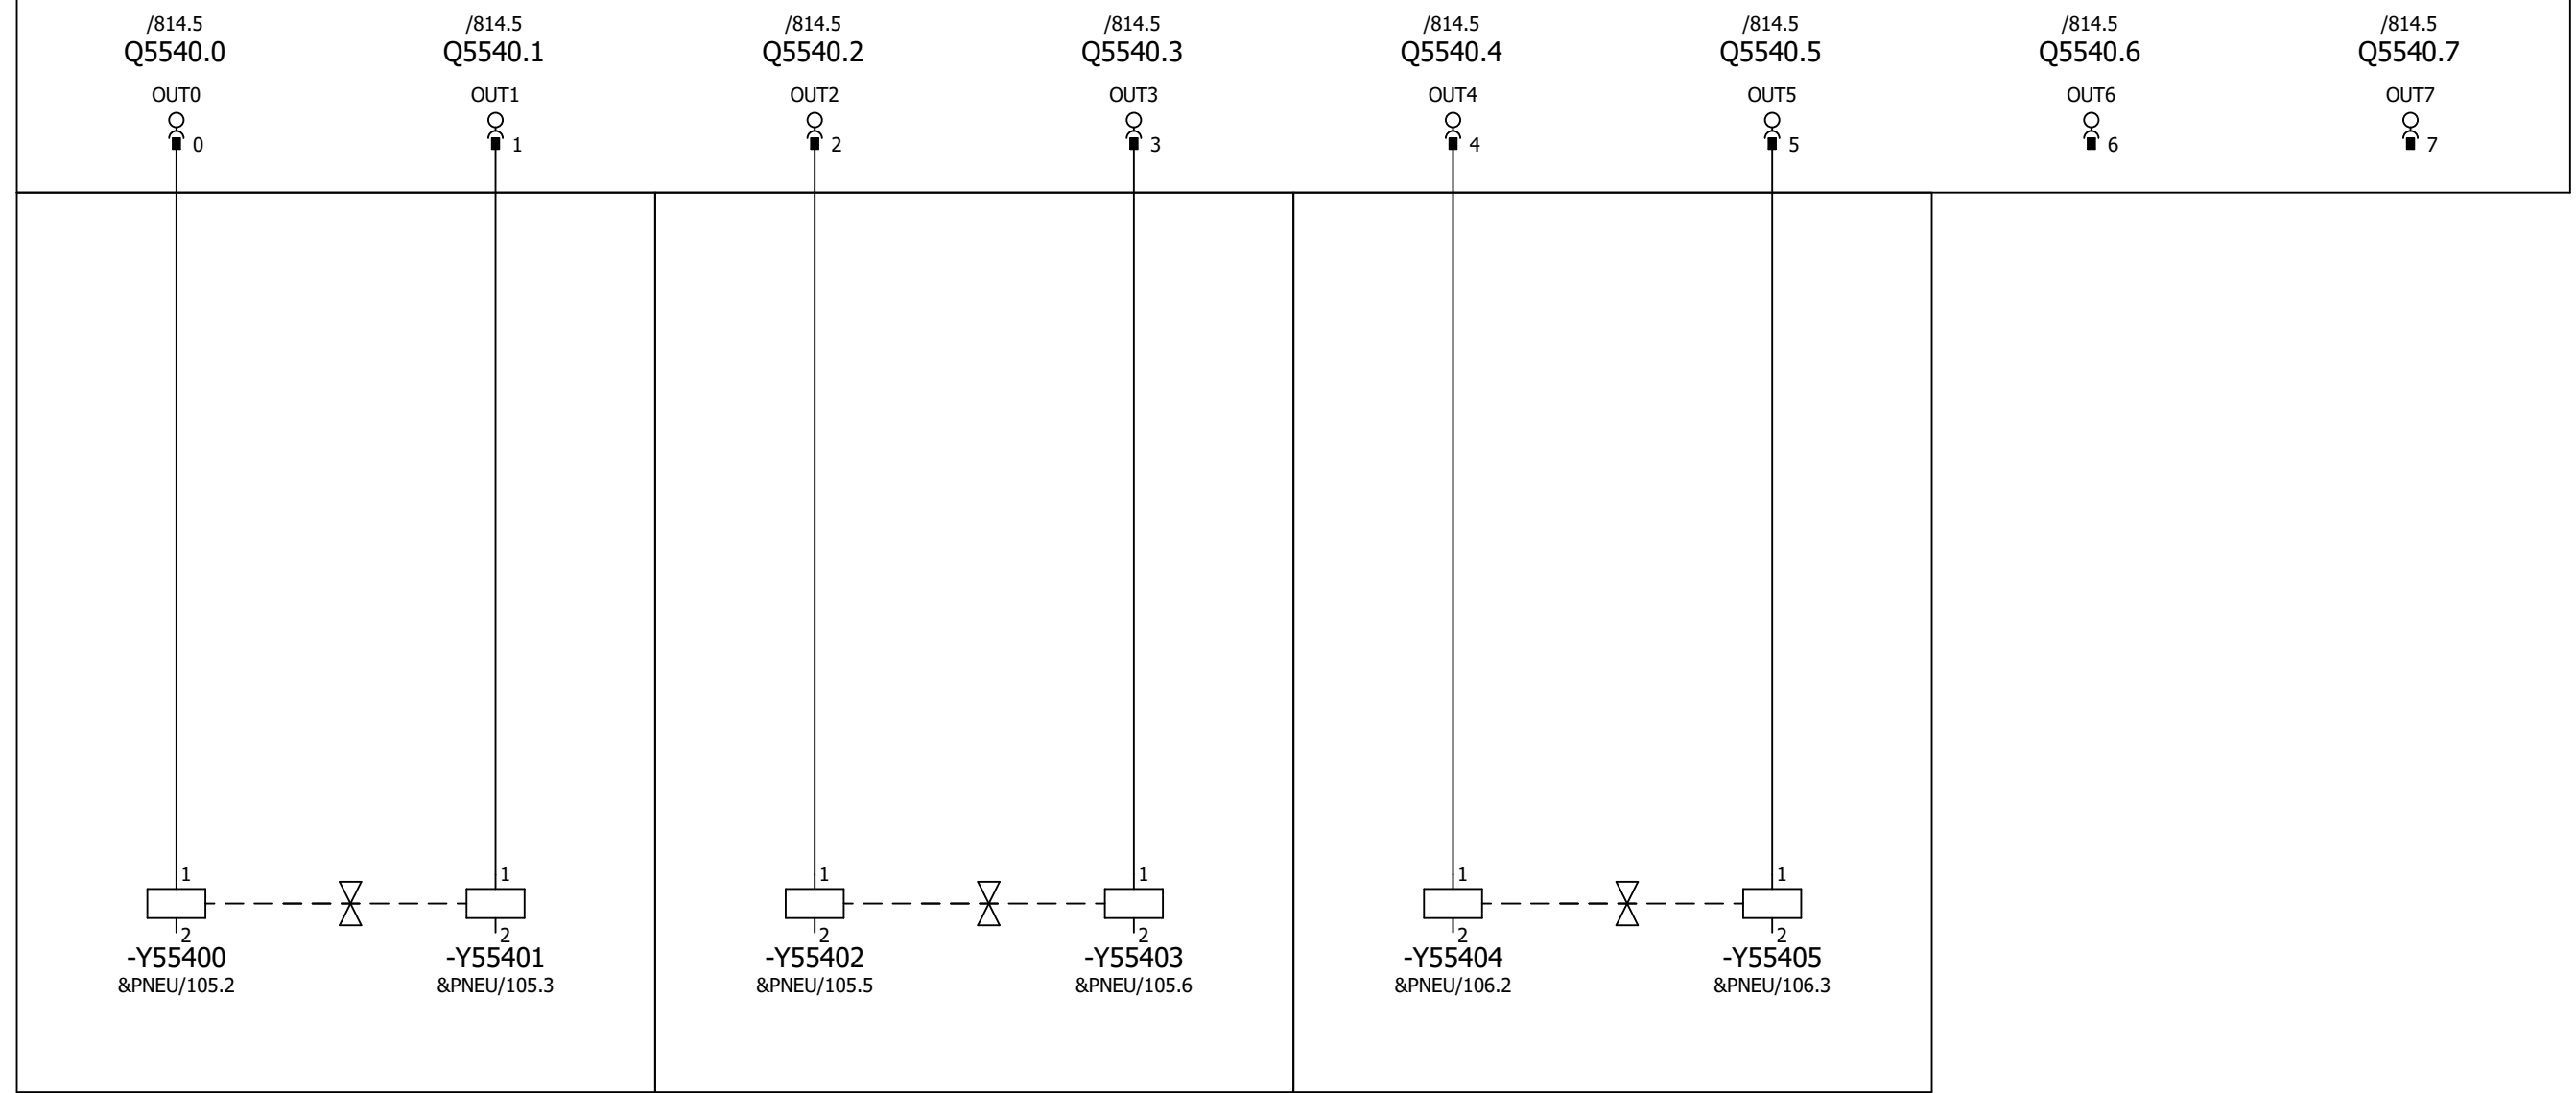 /814.5 /814.5 /814.5 /814.5 /814.5 /814.5 /814.5 /814.5
Q5540.0 Q5540.1 Q5540.2 Q5540.3 Q5540.4 Q5540.5 Q5540.6 Q5540.7
OUT0 OUT1 OUT2 OUT3 OUT4 OUT5 OUT6 OUT7
0 1 2 3 4 5 6 7
1 1 1 1 1 1
2 2 2 2 2 2
-Y55400 -Y55401 -Y55402 -Y55403 -Y55404 -Y55405
&PNEU/105.2 &PNEU/105.3 &PNEU/105.5 &PNEU/105.6 &PNEU/106.2 &PNEU/106.3